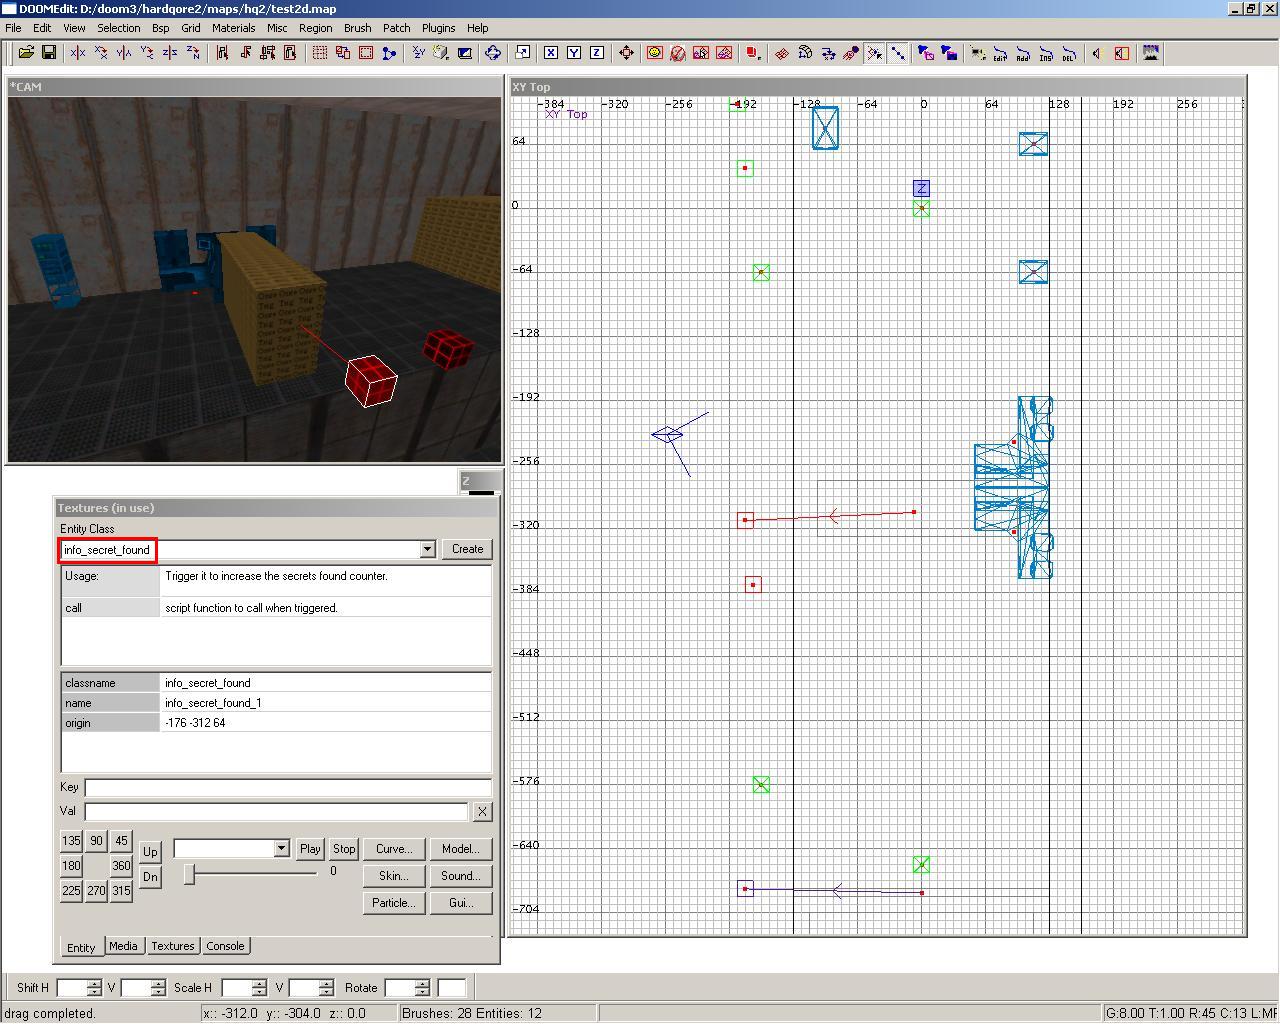 DOOMEdit: D:/doom3/hardqore2/maps/hq2/test2d.map
File Edit View Selection Bsp Grid Materials Misc Region Brush Patch Plugins Help
*CAM
XY Top
-384 -320 -256 -192 -128 -64 0 64 128 192 256
XY Top
64
0
-64
-128
-192
-256
-320
-384
-448
-512
-576
-640
-704
Z
Z
Textures (in use)
Entity Class
info_secret_found Create
Usage: Trigger it to increase the secrets found counter.
call script function to call when triggered.
classname info_secret_found
name info_secret_found_1
origin -176 -312 64
Key
Val X
135 90 45 Up Play Stop Curve... Model...
180 360 Dn 0 Skin... Sound...
225 270 315 Particle... Gui...
Entity Media Textures Console
Shift H V Scale H V Rotate
drag completed. x:: -312.0 y:: -304.0 z:: 0.0 Brushes: 28 Entities: 12 G:8.00 T:1.00 R:45 C:13 L:MR